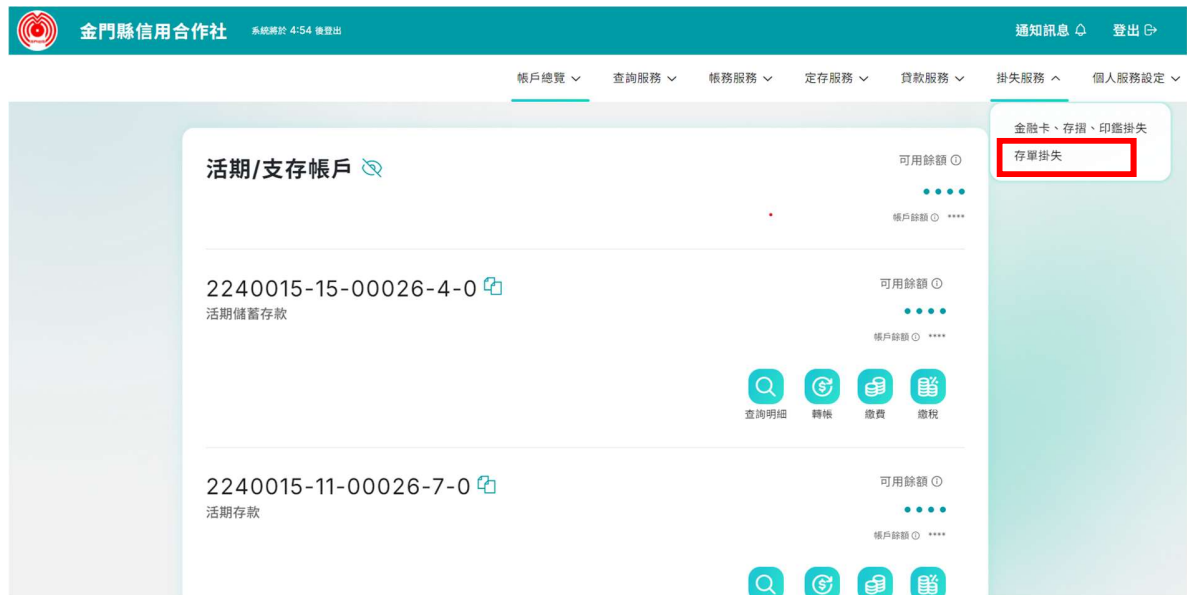 金門縣信用合作社 系統將於 4:54 後登出 通知訊息 登出
帳戶總覽 查詢服務 帳務服務 定存服務 貸款服務 掛失服務 個人服務設定
金融卡、存摺、印鑑掛失
存單掛失
活期/支存帳戶
可用餘額
••••
帳戶餘額 ****
2240015-15-00026-4-0
活期儲蓄存款
可用餘額
••••
帳戶餘額 ****
查詢明細 轉帳 繳費 繳稅
2240015-11-00026-7-0
活期存款
可用餘額
••••
帳戶餘額 ****